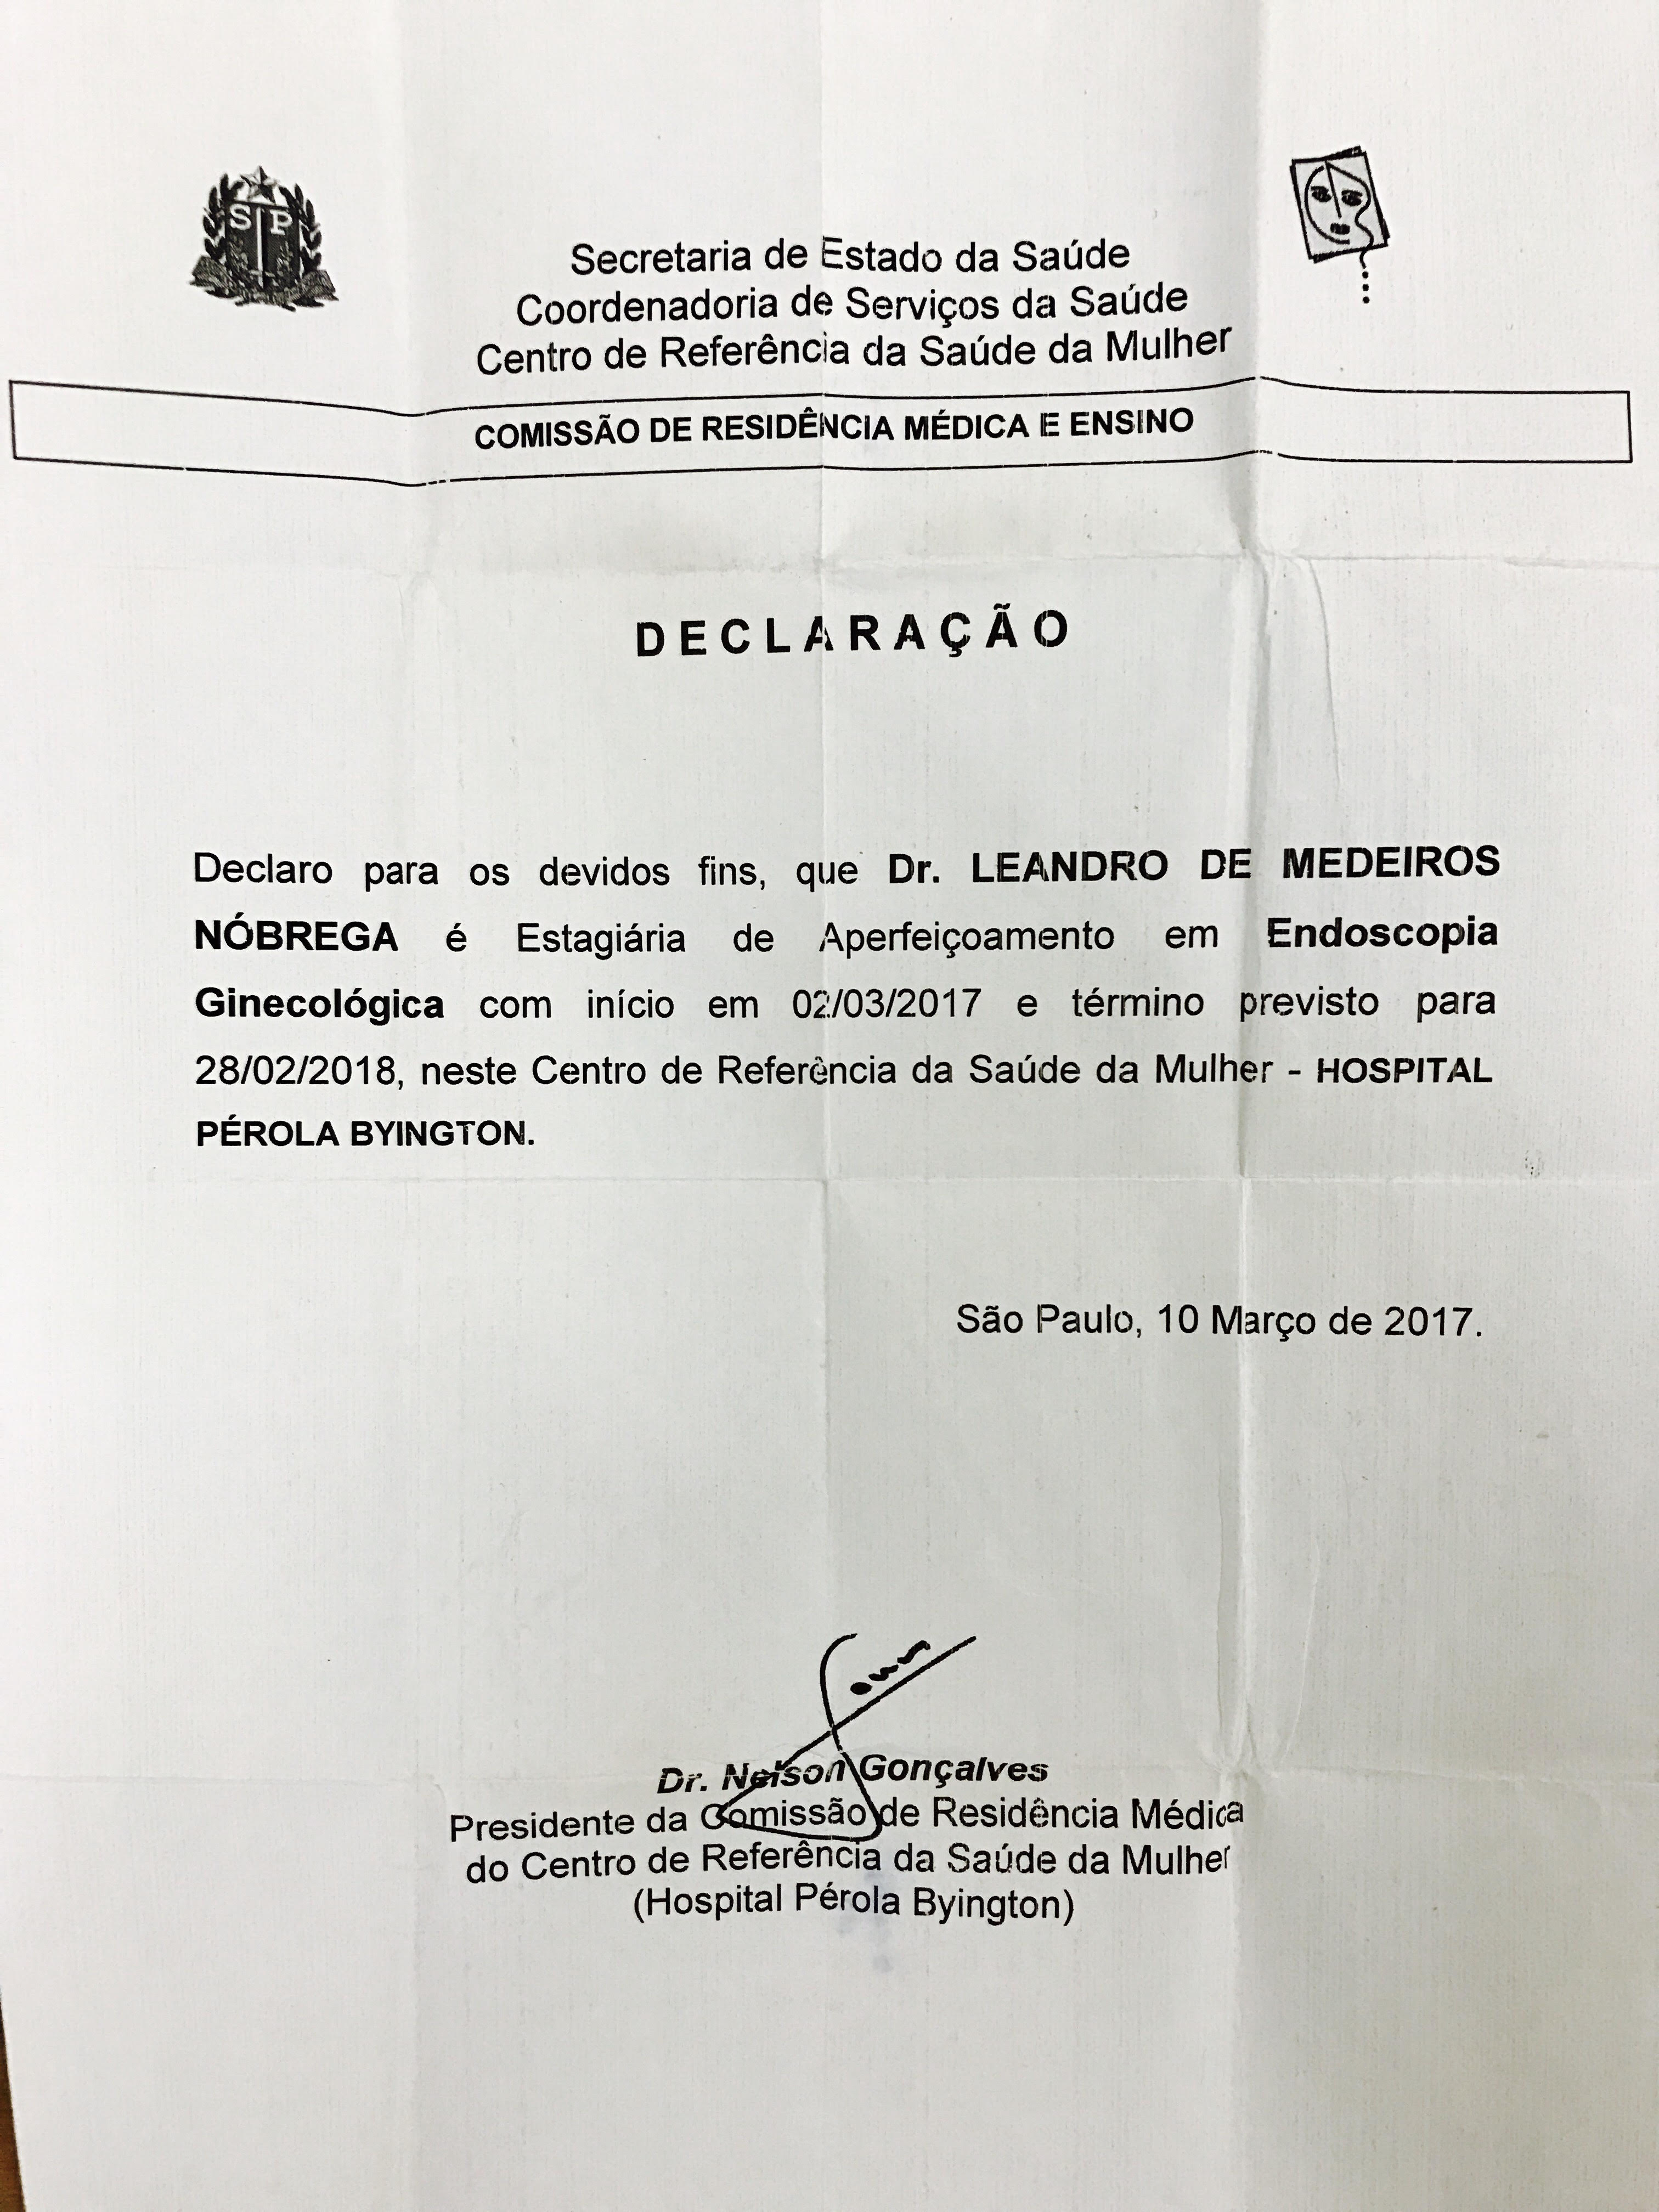 SP
Secretaria de Estado da Saúde
Coordenadoria de Serviços da Saúde
Centro de Referência da Saúde da Mulher
COMISSÃO DE RESIDÊNCIA MÉDICA E ENSINO
DECLARAÇÃO
Declaro para os devidos fins, que Dr. LEANDRO DE MEDEIROS
NÓBREGA é Estagiária de Aperfeiçoamento em Endoscopia
Ginecológica com início em 02/03/2017 e término previsto para
28/02/2018, neste Centro de Referência da Saúde da Mulher - HOSPITAL
PÉROLA BYINGTON.
São Paulo, 10 Março de 2017.
Dr. Nelson Gonçalves
Presidente da Comissão de Residência Médica
do Centro de Referência da Saúde da Mulher
(Hospital Pérola Byington)